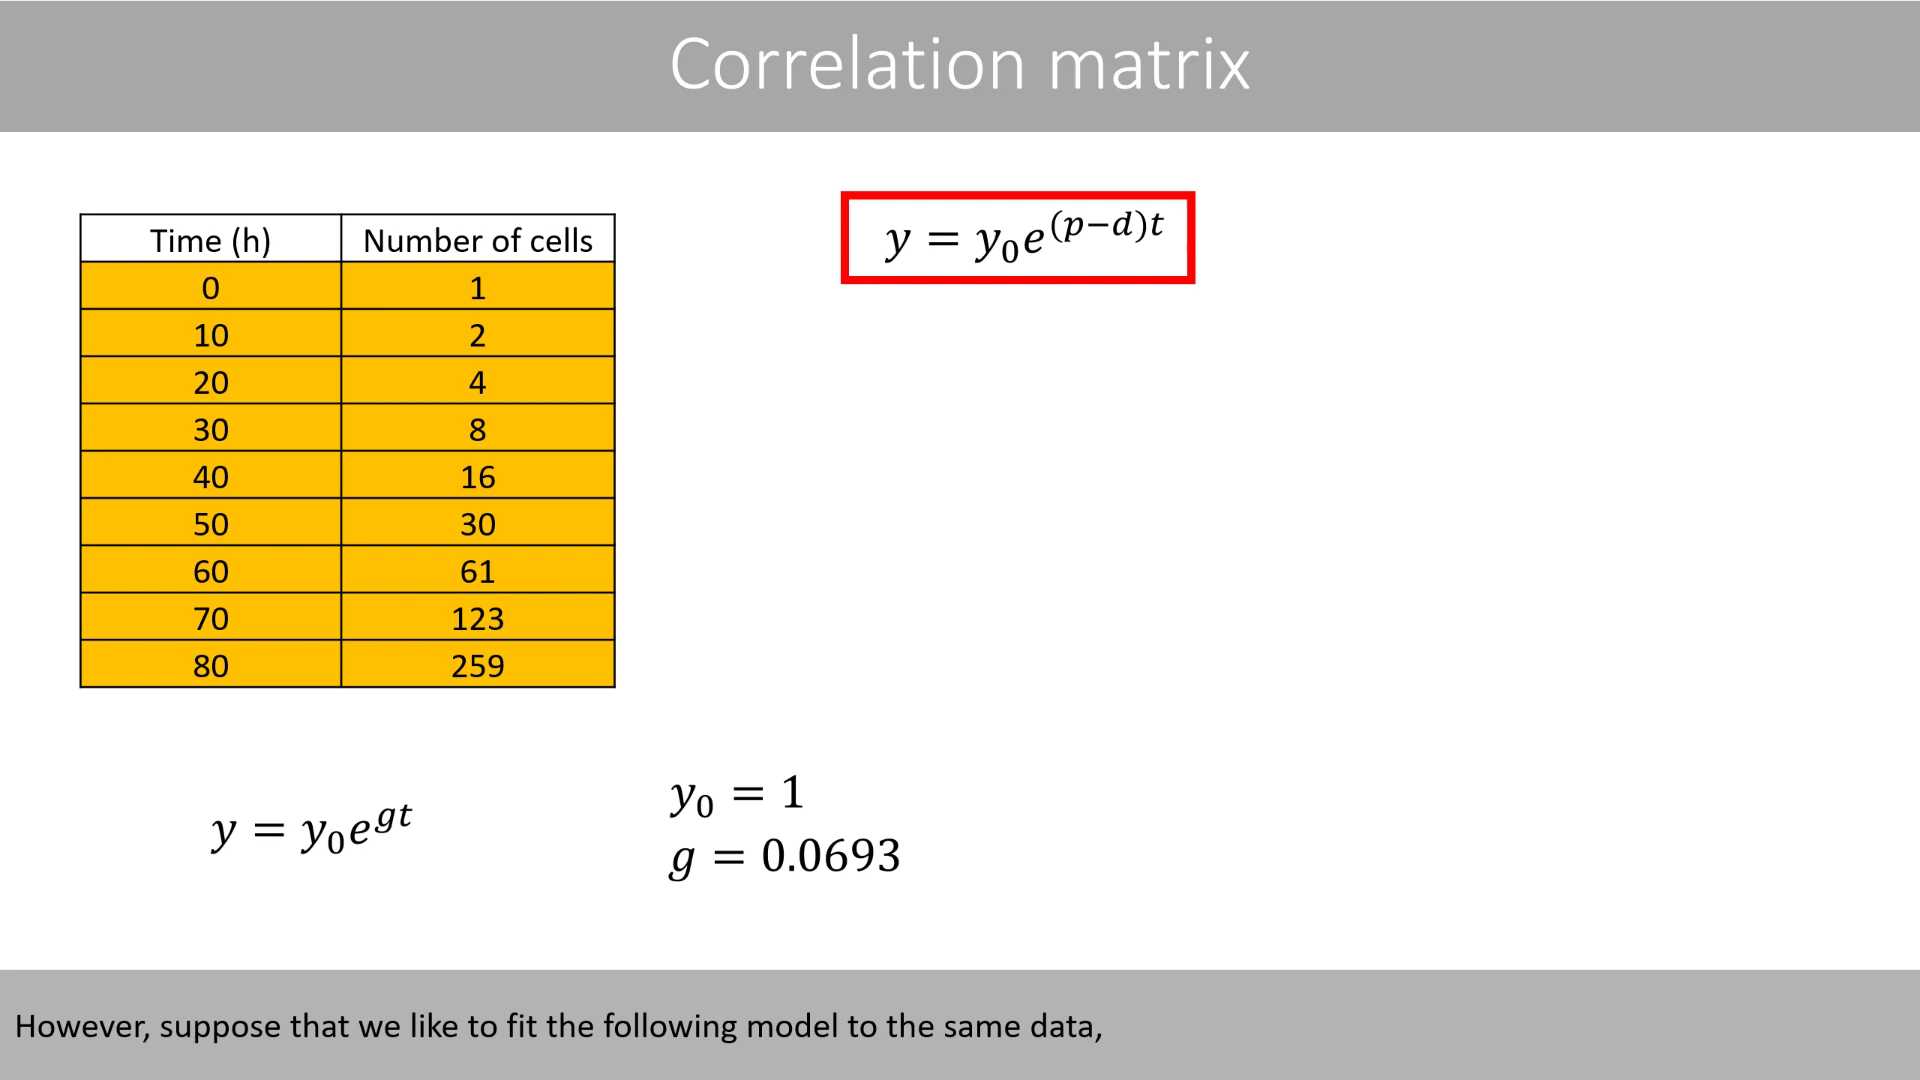 Correlation matrix
Time (h) Number of cells
0 1
10 2
20 4
30 8
40 16
50 30
60 61
70 123
80 259
y = y₀e^{(p−d)t}
y = y₀e^{gt}
y₀ = 1
g = 0.0693
However, suppose that we like to fit the following model to the same data,